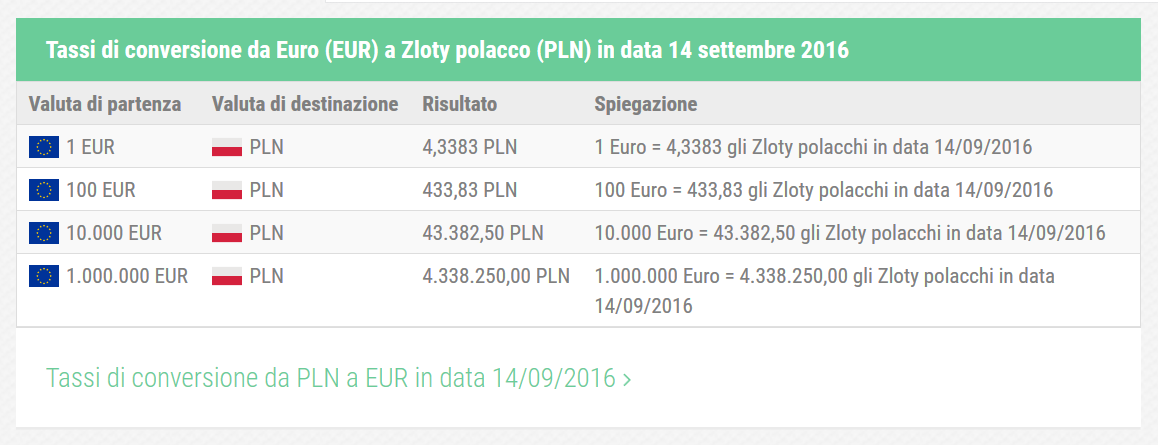 Tassi di conversione da Euro (EUR) a Zloty polacco (PLN) in data 14 settembre 2016
Valuta di partenza Valuta di destinazione Risultato Spiegazione
1 EUR PLN 4,3383 PLN 1 Euro = 4,3383 gli Zloty polacchi in data 14/09/2016
100 EUR PLN 433,83 PLN 100 Euro = 433,83 gli Zloty polacchi in data 14/09/2016
10.000 EUR PLN 43.382,50 PLN 10.000 Euro = 43.382,50 gli Zloty polacchi in data 14/09/2016
1.000.000 EUR PLN 4.338.250,00 PLN 1.000.000 Euro = 4.338.250,00 gli Zloty polacchi in data
14/09/2016
Tassi di conversione da PLN a EUR in data 14/09/2016 ›